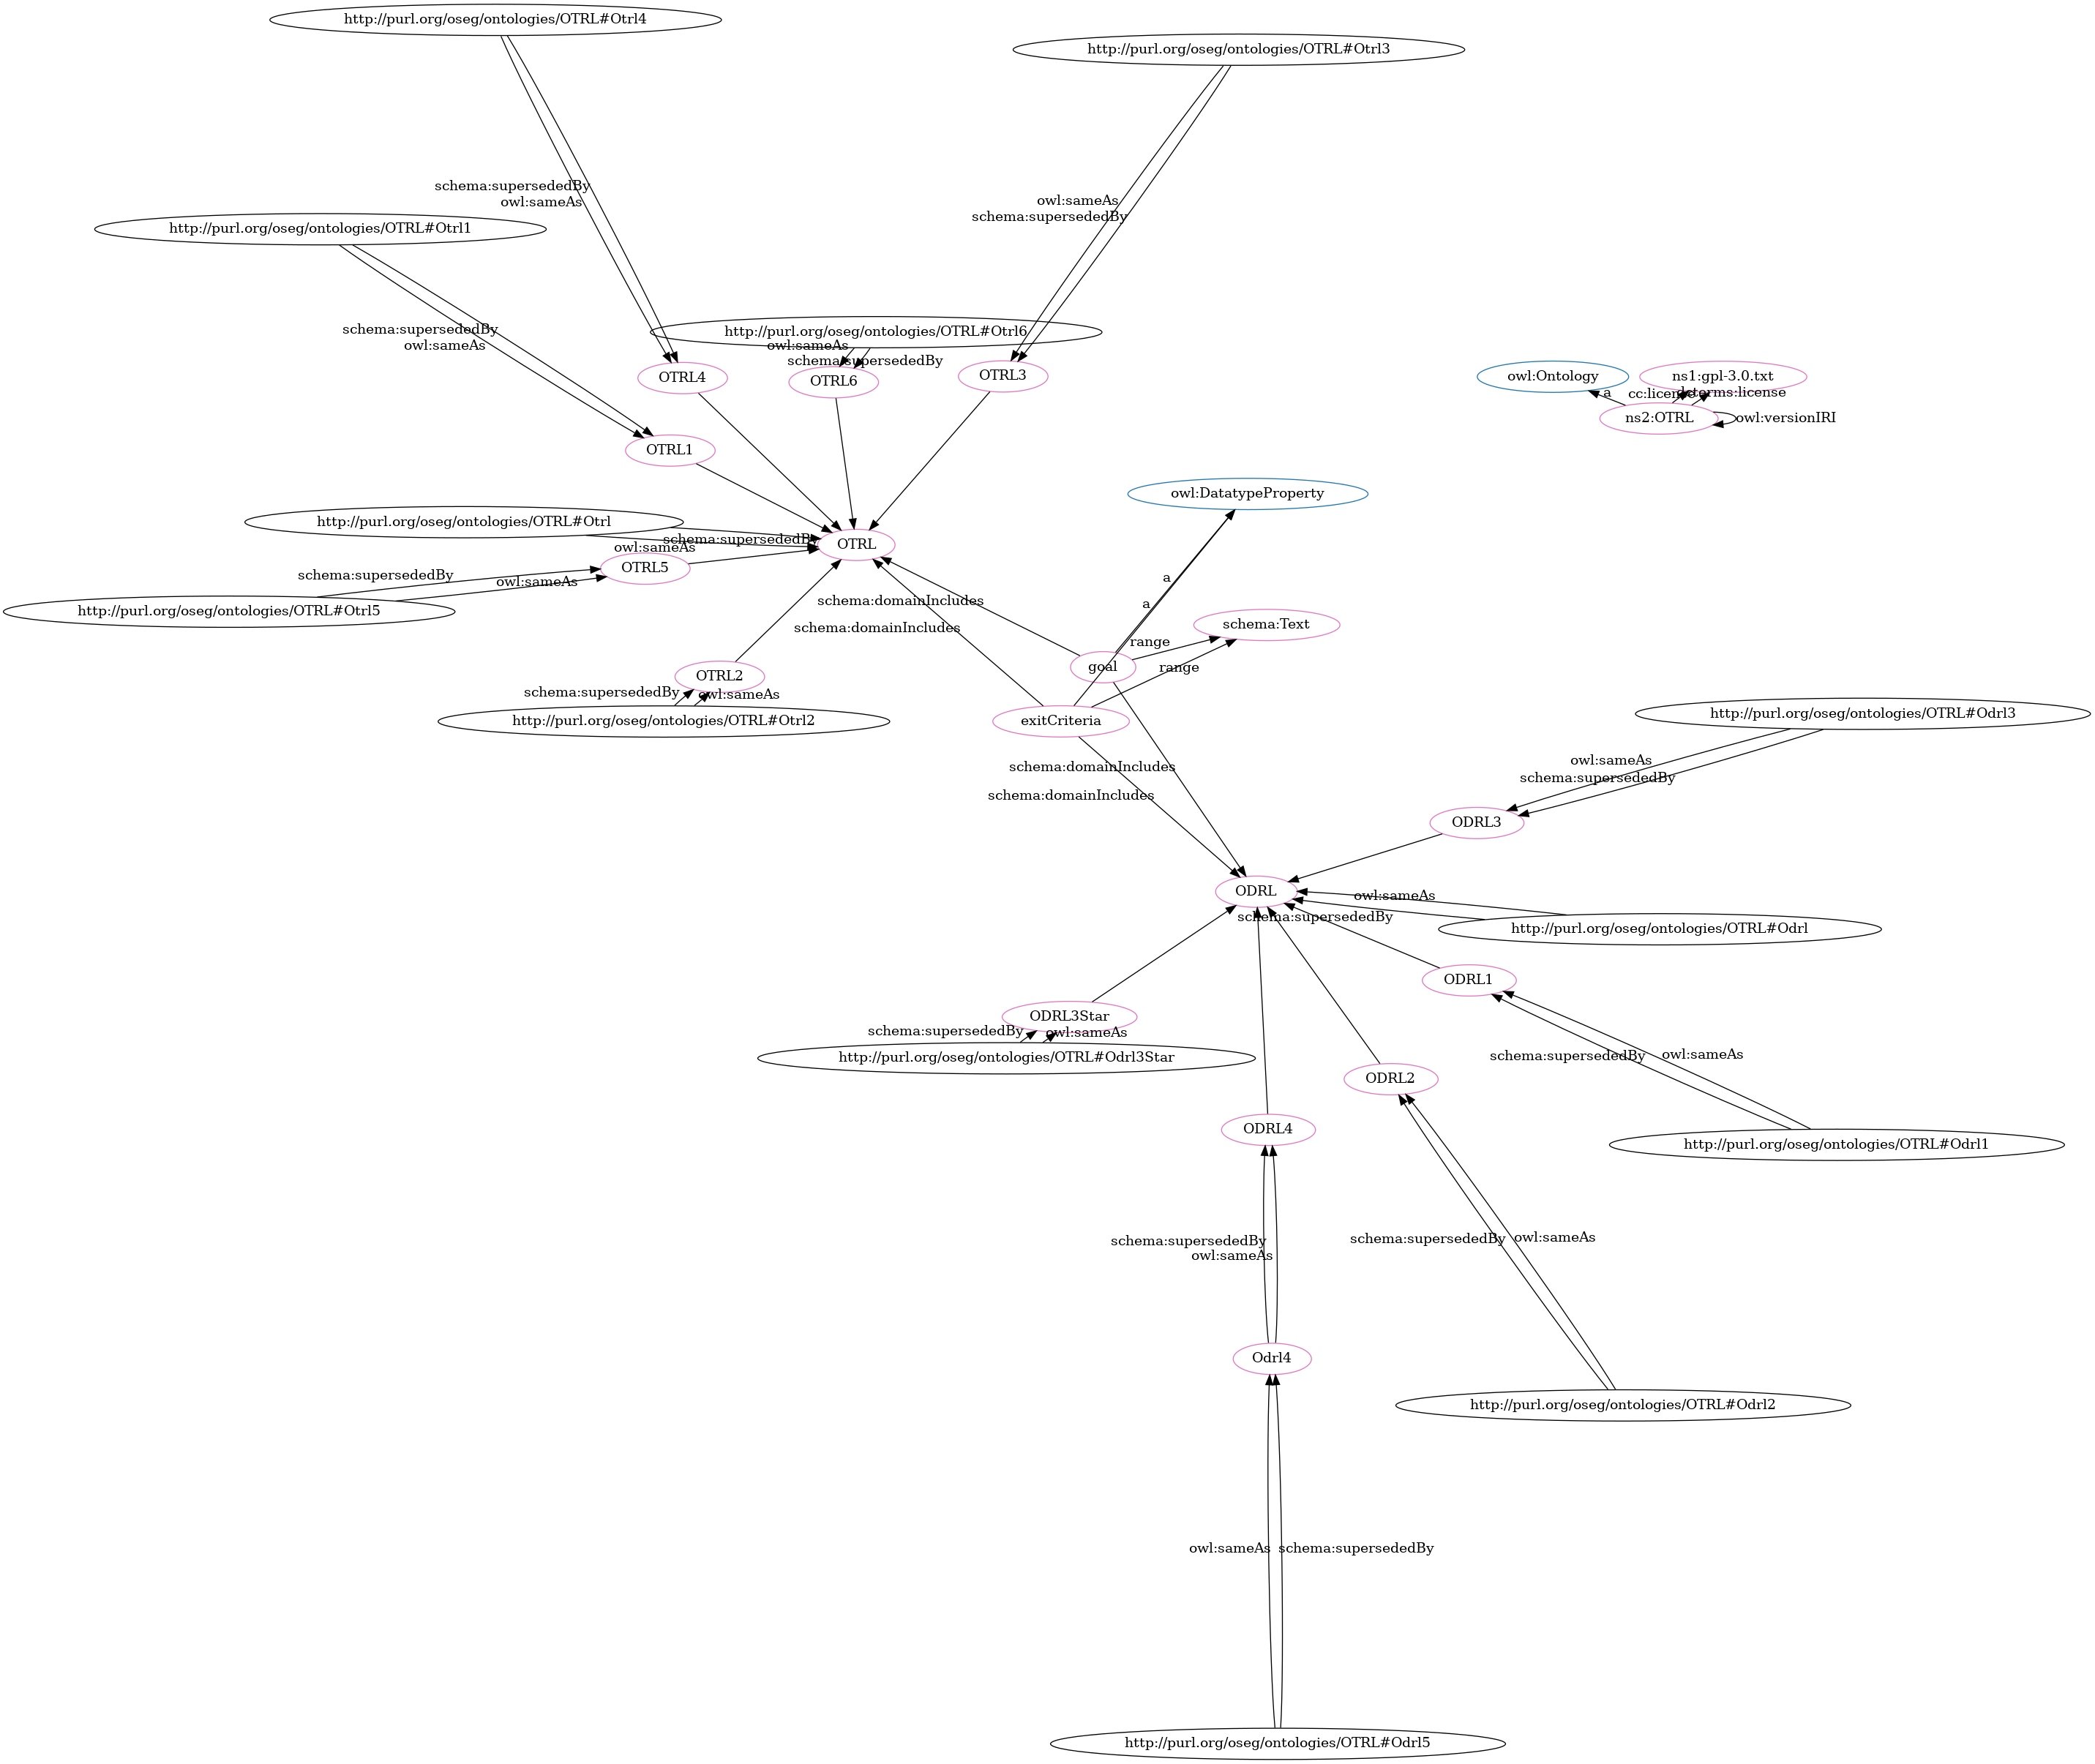 http://purl.org/oseg/ontologies/OTRL#Otrl4
http://purl.org/oseg/ontologies/OTRL#Otrl3
schema:supersededBy
owl:sameAs
owl:sameAs
schema:supersededBy
http://purl.org/oseg/ontologies/OTRL#Otrl1
schema:supersededBy
owl:sameAs
http://purl.org/oseg/ontologies/OTRL#Otrl6
owl:sameAs
schema:supersededBy
OTRL4
OTRL6
OTRL3
OTRL1
owl:Ontology
ns1:gpl-3.0.txt
a
cc:license
dcterms:license
ns2:OTRL
owl:versionIRI
owl:DatatypeProperty
http://purl.org/oseg/ontologies/OTRL#Otrl
schema:supersededBy
owl:sameAs
OTRL
OTRL5
schema:supersededBy
owl:sameAs
http://purl.org/oseg/ontologies/OTRL#Otrl5
a
a
schema:domainIncludes
schema:domainIncludes
schema:Text
range
range
goal
OTRL2
schema:supersededBy
owl:sameAs
http://purl.org/oseg/ontologies/OTRL#Otrl2
exitCriteria
http://purl.org/oseg/ontologies/OTRL#Odrl3
owl:sameAs
schema:supersededBy
schema:domainIncludes
schema:domainIncludes
ODRL3
ODRL
owl:sameAs
schema:supersededBy
http://purl.org/oseg/ontologies/OTRL#Odrl
ODRL1
ODRL3Star
schema:supersededBy
owl:sameAs
http://purl.org/oseg/ontologies/OTRL#Odrl3Star
schema:supersededBy
owl:sameAs
ODRL2
ODRL4
http://purl.org/oseg/ontologies/OTRL#Odrl1
schema:supersededBy
owl:sameAs
schema:supersededBy
owl:sameAs
Odrl4
http://purl.org/oseg/ontologies/OTRL#Odrl2
owl:sameAs
schema:supersededBy
http://purl.org/oseg/ontologies/OTRL#Odrl5